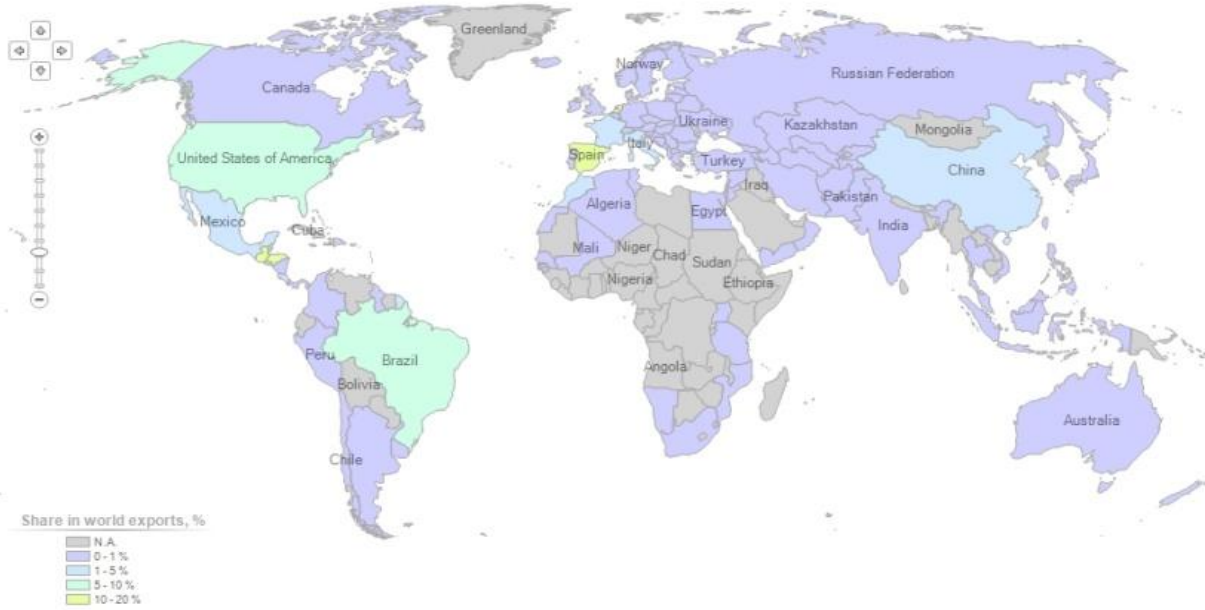 Greenland
Norway
Russian Federation
Canada
Ukraine
Kazakhstan
Mongolia
United States of America
Spain
Italy
Turkey
China
Iraq
Pakistan
Mexico
Algeria
Egypt
India
Cuba
Mali
Niger
Chad
Sudan
Nigeria
Ethiopia
Peru
Brazil
Angola
Bolivia
Australia
Chile
Share in world exports, %
N.A.
0 - 1 %
1 - 5 %
5 - 10 %
10 - 20 %